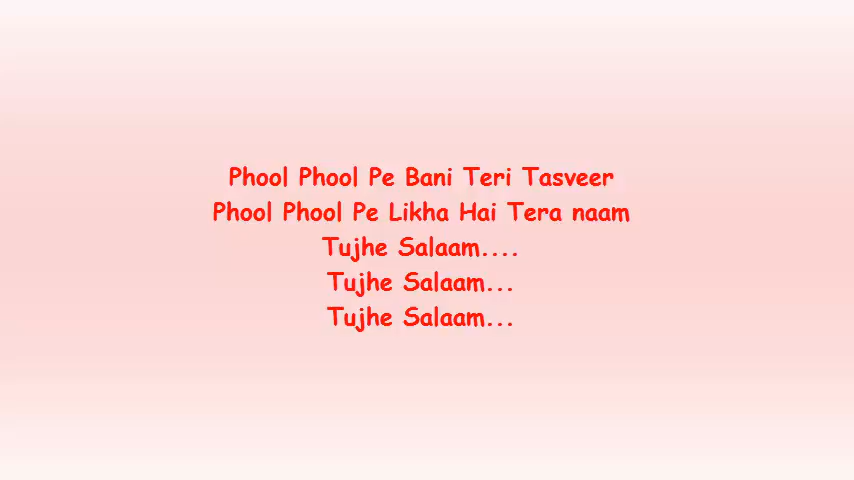 Phool Phool Pe Bani Teri Tasveer
Phool Phool Pe Likha Hai Tera naam
Tujhe Salaam....
Tujhe Salaam...
Tujhe Salaam...